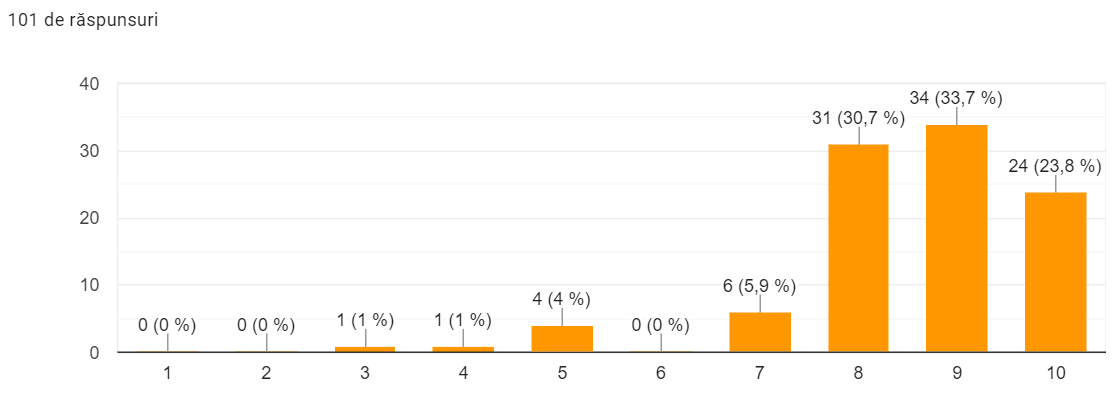 101 de răspunsuri
40
30
20
10
0
0 (0 %)
0 (0 %)
1 (1 %)
1 (1 %)
4 (4 %)
0 (0 %)
6 (5,9 %)
31 (30,7 %)
34 (33,7 %)
24 (23,8 %)
1 2 3 4 5 6 7 8 9 10